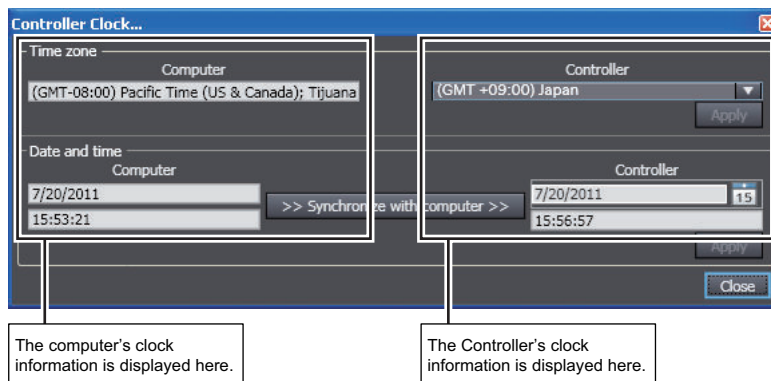 Controller Clock...
Time zone
Computer
Controller
(GMT-08:00) Pacific Time (US & Canada); Tijuana
(GMT +09:00) Japan
Apply
Date and time
Computer
Controller
7/20/2011
>> Synchronize with computer >>
7/20/2011
15
15:53:21
15:56:57
Apply
Close
The computer's clock
information is displayed here.
The Controller's clock
information is displayed here.